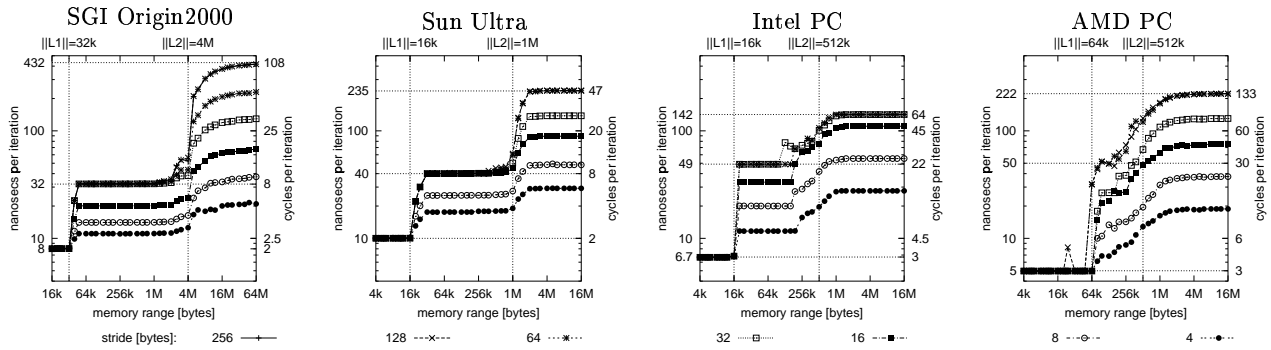 SGI Origin2000
||L1||=32k ||L2||=4M
nanosecs per iteration
432
100
32
10
8
108
25
8
2.5
2
cycles per iteration
16k 64k 256k 1M 4M 16M 64M
memory range [bytes]
Sun Ultra
||L1||=16k ||L2||=1M
nanosecs per iteration
235
100
40
10
47
20
8
2
cycles per iteration
4k 16k 64k 256k 1M 4M 16M
memory range [bytes]
Intel PC
||L1||=16k ||L2||=512k
nanosecs per iteration
142
100
49
10
6.7
64
45
22
4.5
3
cycles per iteration
4k 16k 64k 256k 1M 4M 16M
memory range [bytes]
AMD PC
||L1||=64k ||L2||=512k
nanosecs per iteration
222
100
50
10
5
133
60
30
6
3
cycles per iteration
4k 16k 64k 256k 1M 4M 16M
memory range [bytes]
stride [bytes]: 256 128 64 32 16 8 4